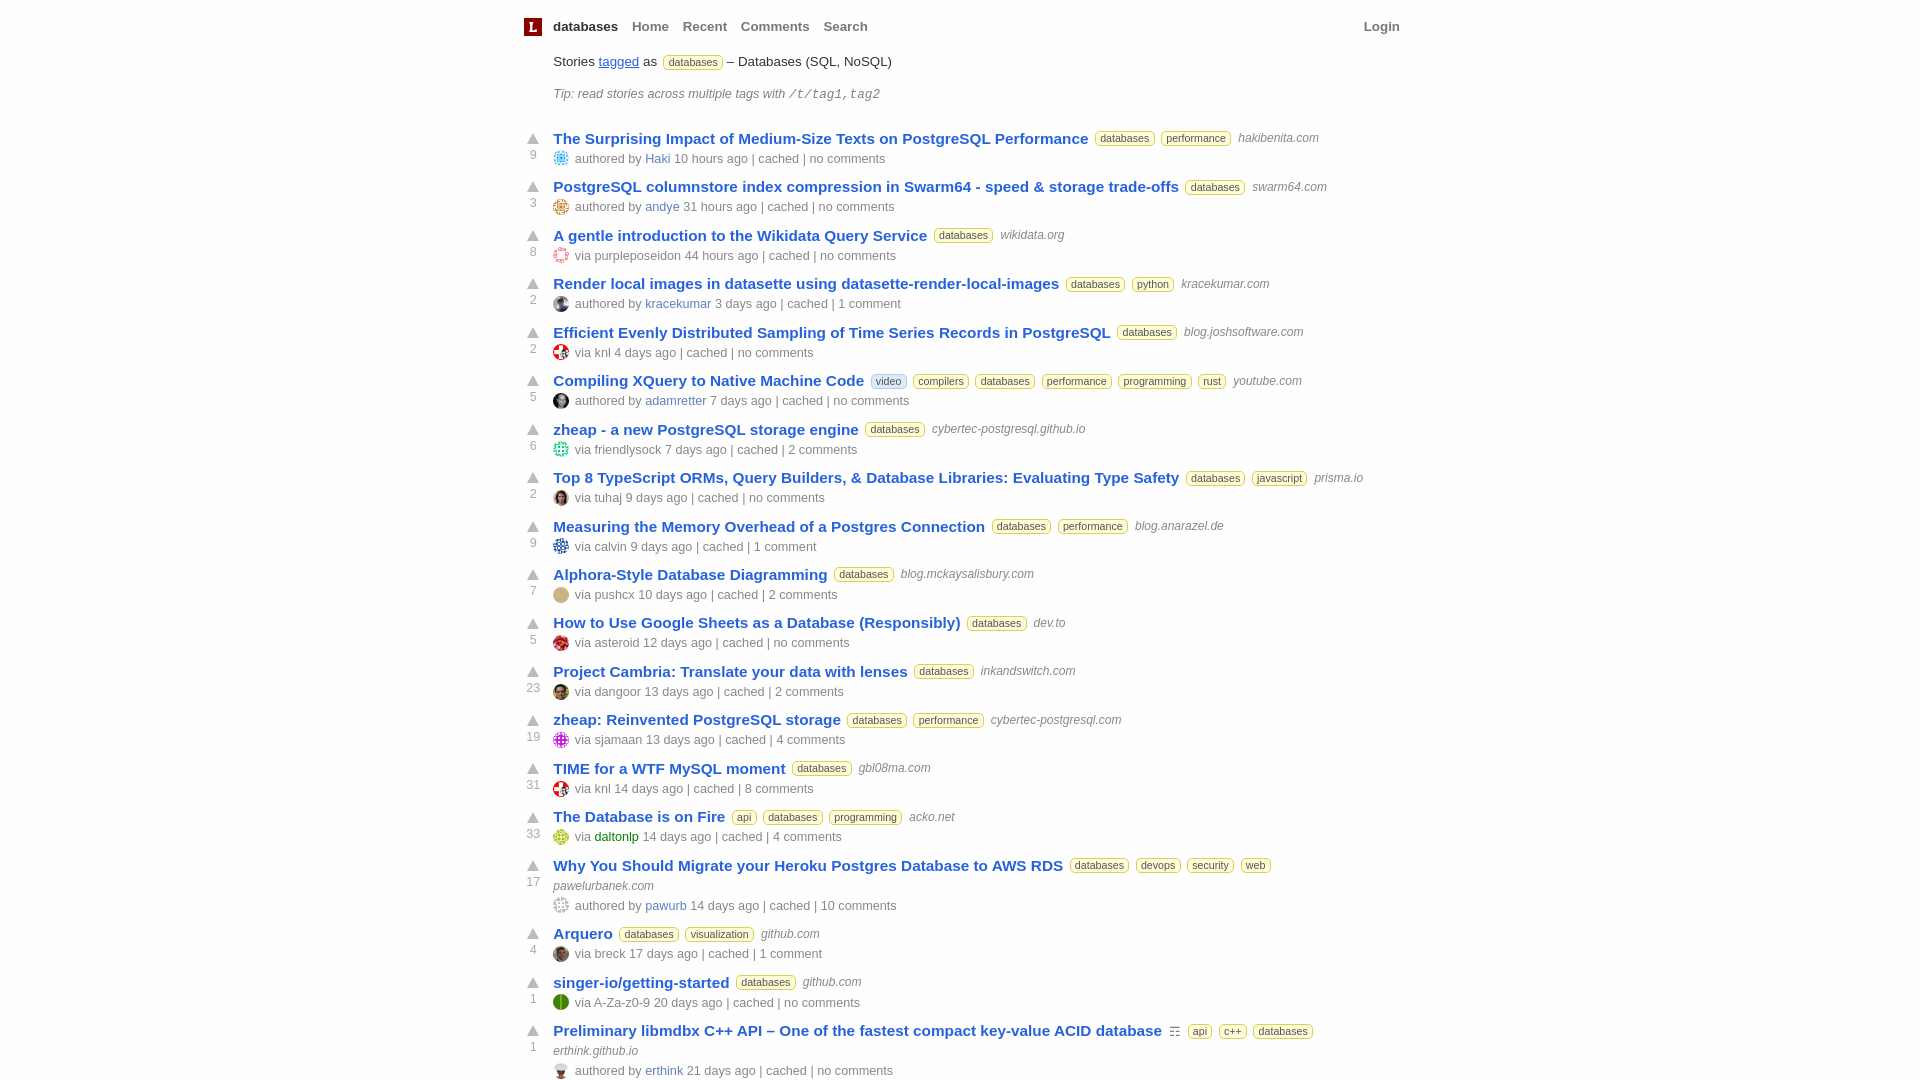 L databases Home Recent Comments Search Login
Stories tagged as databases – Databases (SQL, NoSQL)
Tip: read stories across multiple tags with /t/tag1,tag2
The Surprising Impact of Medium-Size Texts on PostgreSQL Performance databases performance hakibenita.com
9 authored by Haki 10 hours ago | cached | no comments
PostgreSQL columnstore index compression in Swarm64 - speed & storage trade-offs databases swarm64.com
3 authored by andye 31 hours ago | cached | no comments
A gentle introduction to the Wikidata Query Service databases wikidata.org
8 via purpleposeidon 44 hours ago | cached | no comments
Render local images in datasette using datasette-render-local-images databases python kracekumar.com
2 authored by kracekumar 3 days ago | cached | 1 comment
Efficient Evenly Distributed Sampling of Time Series Records in PostgreSQL databases blog.joshsoftware.com
2 via knl 4 days ago | cached | no comments
Compiling XQuery to Native Machine Code video compilers databases performance programming rust youtube.com
5 authored by adamretter 7 days ago | cached | no comments
zheap - a new PostgreSQL storage engine databases cybertec-postgresql.github.io
6 via friendlysock 7 days ago | cached | 2 comments
Top 8 TypeScript ORMs, Query Builders, & Database Libraries: Evaluating Type Safety databases javascript prisma.io
2 via tuhaj 9 days ago | cached | no comments
Measuring the Memory Overhead of a Postgres Connection databases performance blog.anarazel.de
9 via calvin 9 days ago | cached | 1 comment
Alphora-Style Database Diagramming databases blog.mckaysalisbury.com
7 via pushcx 10 days ago | cached | 2 comments
How to Use Google Sheets as a Database (Responsibly) databases dev.to
5 via asteroid 12 days ago | cached | no comments
Project Cambria: Translate your data with lenses databases inkandswitch.com
23 via dangoor 13 days ago | cached | 2 comments
zheap: Reinvented PostgreSQL storage databases performance cybertec-postgresql.com
19 via sjamaan 13 days ago | cached | 4 comments
TIME for a WTF MySQL moment databases gbl08ma.com
31 via knl 14 days ago | cached | 8 comments
The Database is on Fire api databases programming acko.net
33 via daltonlp 14 days ago | cached | 4 comments
Why You Should Migrate your Heroku Postgres Database to AWS RDS databases devops security web
17 pawelurbanek.com
authored by pawurb 14 days ago | cached | 10 comments
Arquero databases visualization github.com
4 via breck 17 days ago | cached | 1 comment
singer-io/getting-started databases github.com
1 via A-Za-z0-9 20 days ago | cached | no comments
Preliminary libmdbx C++ API – One of the fastest compact key-value ACID database ☶ api c++ databases
1 erthink.github.io
authored by erthink 21 days ago | cached | no comments